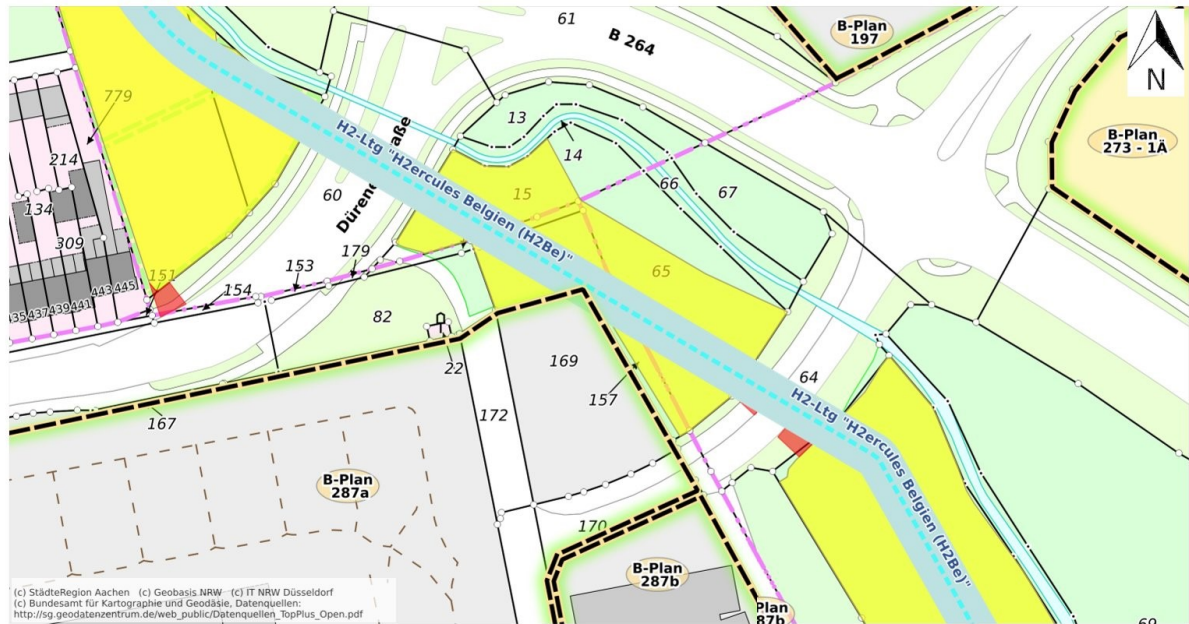 61
B 264
B-Plan
197
N
B-Plan
273 - 1Ä
779
13
14
214
H2-Ltg "H2ercules Belgien (H2Be)"
66
67
15
60
134
309
65
151
153
179
154
443
445
437
439
441
82
22
169
64
157
H2-Ltg "H2ercules Belgien (H2Be)"
167
172
B-Plan
287a
170
B-Plan
287b
(c) StädteRegion Aachen (c) Geobasis NRW (c) IT NRW Düsseldorf
(c) Bundesamt für Kartographie und Geodäsie, Datenquellen:
http://sg.geodatenzentrum.de/web_public/Datenquellen_TopPlus_Open.pdf